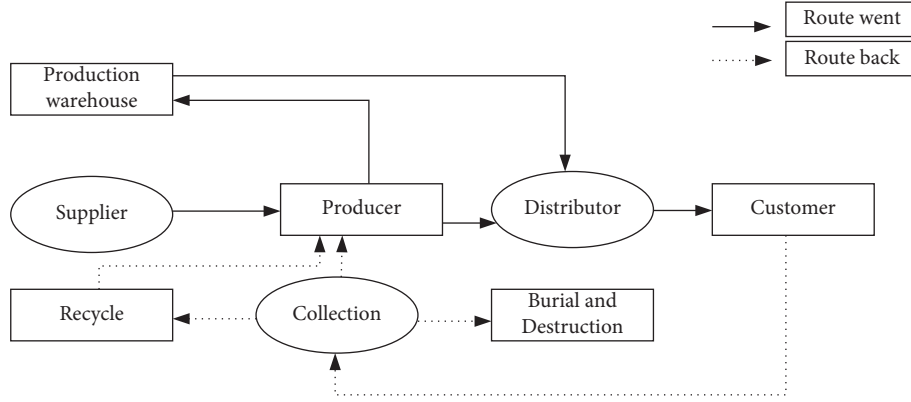 Route went
Route back
Production
warehouse
Supplier
Producer
Distributor
Customer
Recycle
Collection
Burial and
Destruction